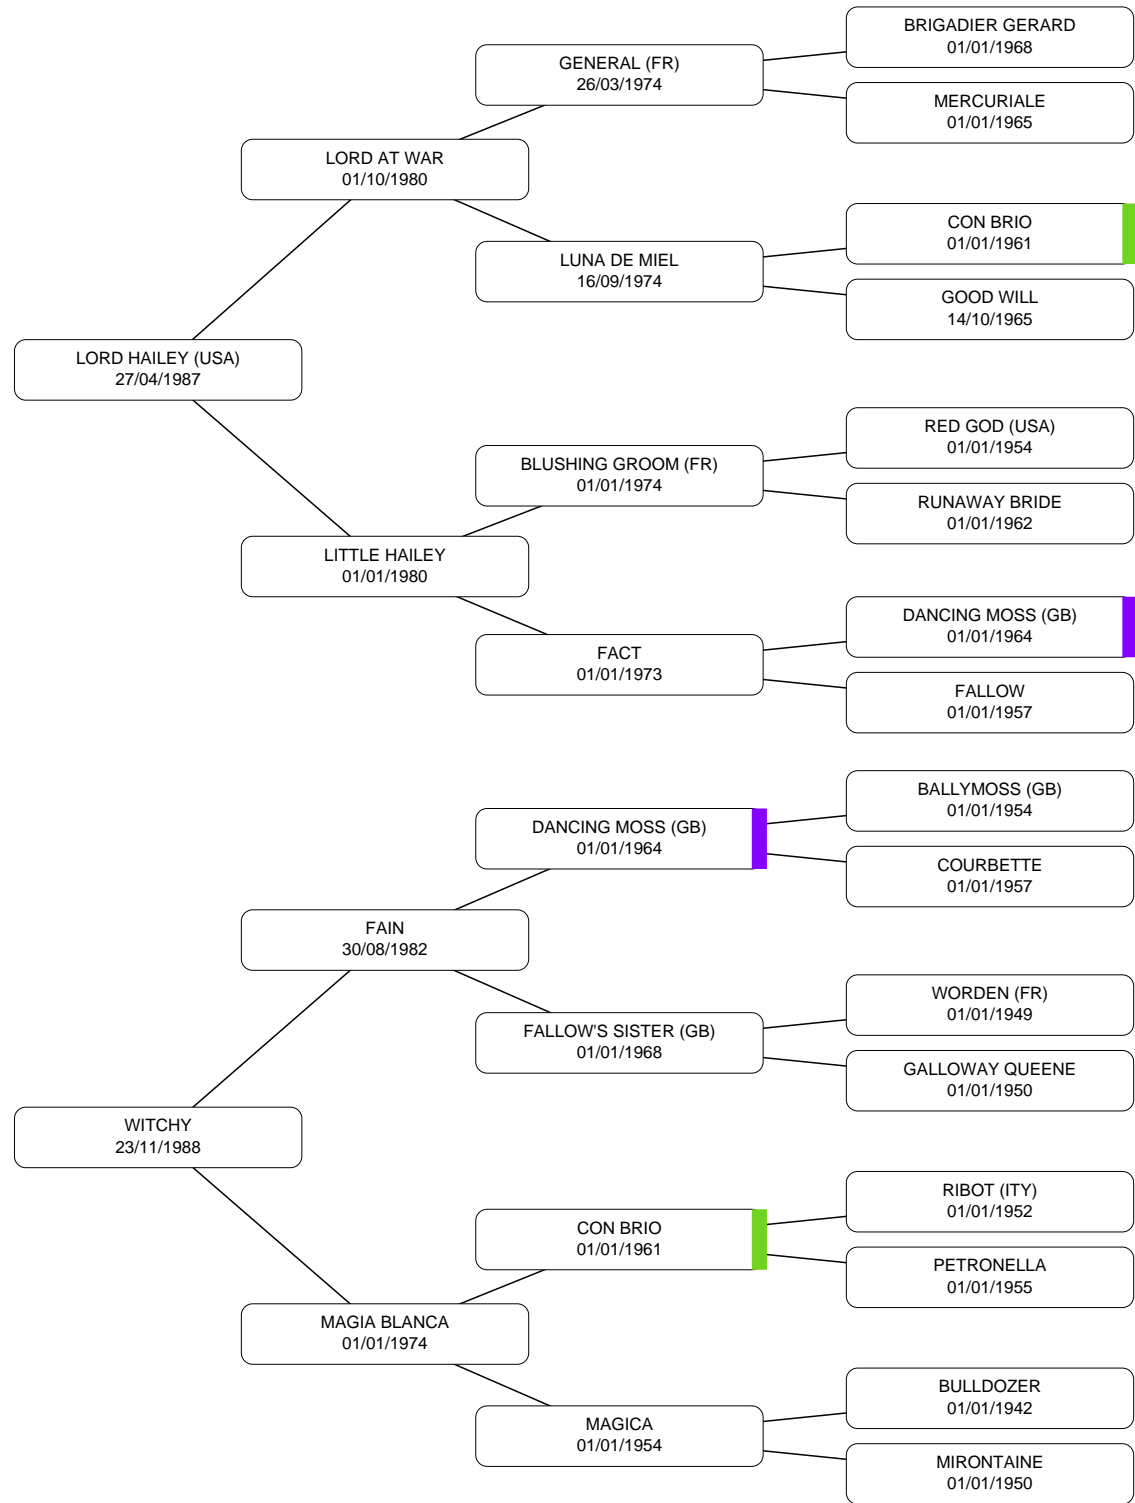 BRIGADIER GERARD
01/01/1968
GENERAL (FR)
26/03/1974
MERCURIALE
01/01/1965
LORD AT WAR
01/10/1980
CON BRIO
01/01/1961
LUNA DE MIEL
16/09/1974
GOOD WILL
14/10/1965
LORD HAILEY (USA)
27/04/1987
RED GOD (USA)
01/01/1954
BLUSHING GROOM (FR)
01/01/1974
RUNAWAY BRIDE
01/01/1962
LITTLE HAILEY
01/01/1980
DANCING MOSS (GB)
01/01/1964
FACT
01/01/1973
FALLOW
01/01/1957
BALLYMOSS (GB)
01/01/1954
DANCING MOSS (GB)
01/01/1964
COURBETTE
01/01/1957
FAIN
30/08/1982
WORDEN (FR)
01/01/1949
FALLOW'S SISTER (GB)
01/01/1968
GALLOWAY QUEENE
01/01/1950
WITCHY
23/11/1988
RIBOT (ITY)
01/01/1952
CON BRIO
01/01/1961
PETRONELLA
01/01/1955
MAGIA BLANCA
01/01/1974
BULLDOZER
01/01/1942
MAGICA
01/01/1954
MIRONTAINE
01/01/1950